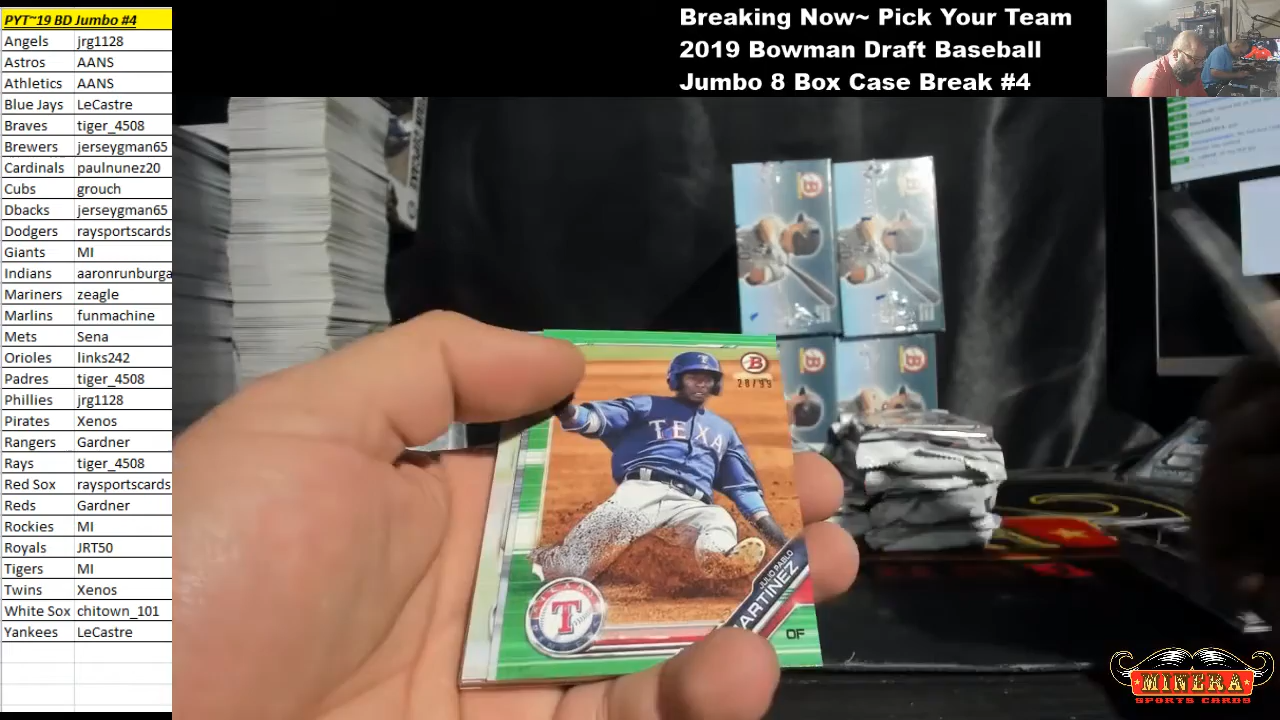 PYT~19 BD Jumbo #4
Angels jrg1128
Astros AANS
Athletics AANS
Blue Jays LeCastre
Braves tiger_4508
Brewers jerseygman65
Cardinals paulnunez20
Cubs grouch
Dbacks jerseygman65
Dodgers raysportscards
Giants MI
Indians aaronrunburga
Mariners zeagle
Marlins funmachine
Mets Sena
Orioles links242
Padres tiger_4508
Phillies jrg1128
Pirates Xenos
Rangers Gardner
Rays tiger_4508
Red Sox raysportscards
Reds Gardner
Rockies MI
Royals JRT50
Tigers MI
Twins Xenos
White Sox chitown_101
Yankees LeCastre
Breaking Now~ Pick Your Team
2019 Bowman Draft Baseball
Jumbo 8 Box Case Break #4
B
TEXA
T
JULIO PABLO
ARTINEZ
OF
MINERA
SPORTS CARDS